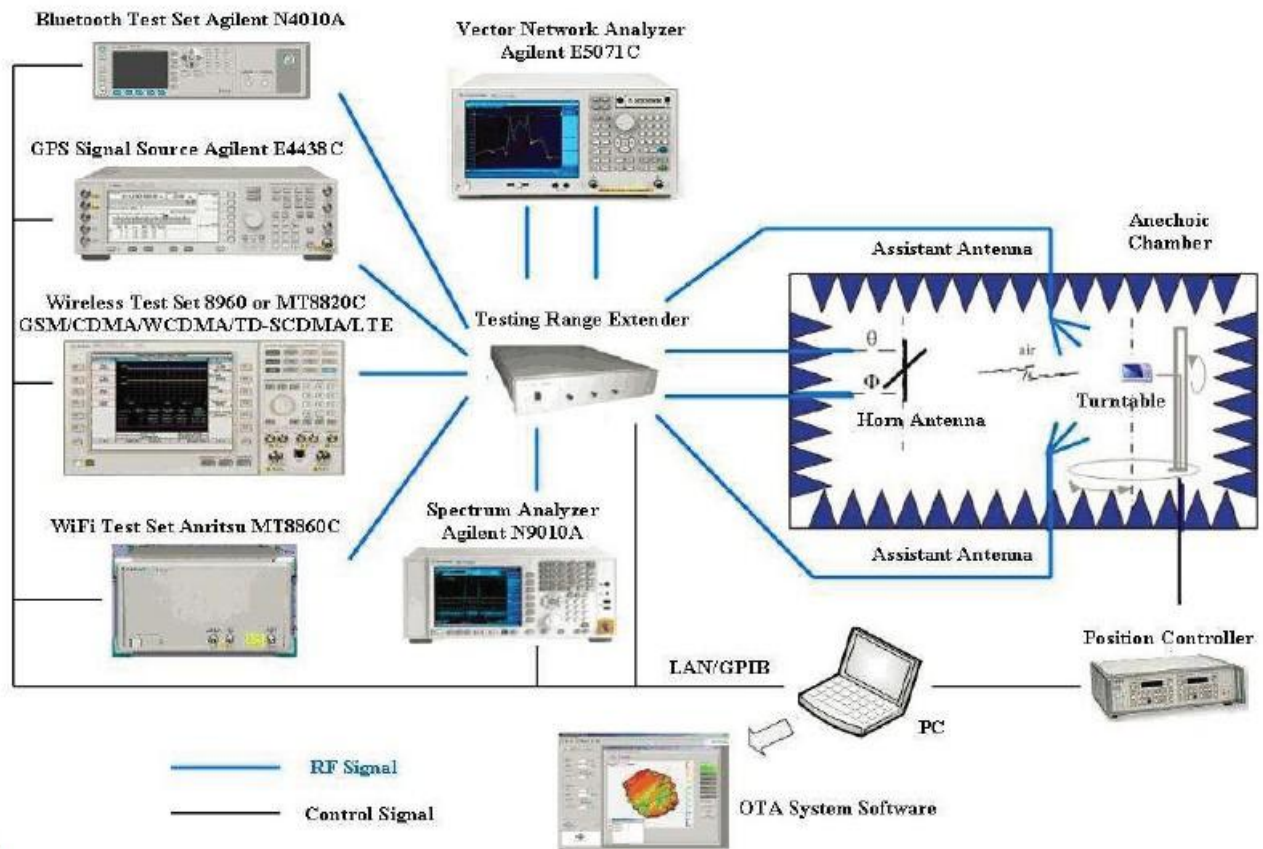 Bluetooth Test Set Agilent N4010A
Vector Network Analyzer
Agilent E5071C
GPS Signal Source Agilent E4438C
Anechoic
Chamber
Assistant Antenna
Wireless Test Set 8960 or MT8820C
GSM/CDMA/WCDMA/TD-SCDMA/LTE
Testing Range Extender
θ
air
Φ
Turntable
Horn Antenna
WiFi Test Set Anritsu MT8860C
Spectrum Analyzer
Agilent N9010A
Assistant Antenna
Position Controller
LAN/GPIB
PC
RF Signal
OTA System Software
Control Signal